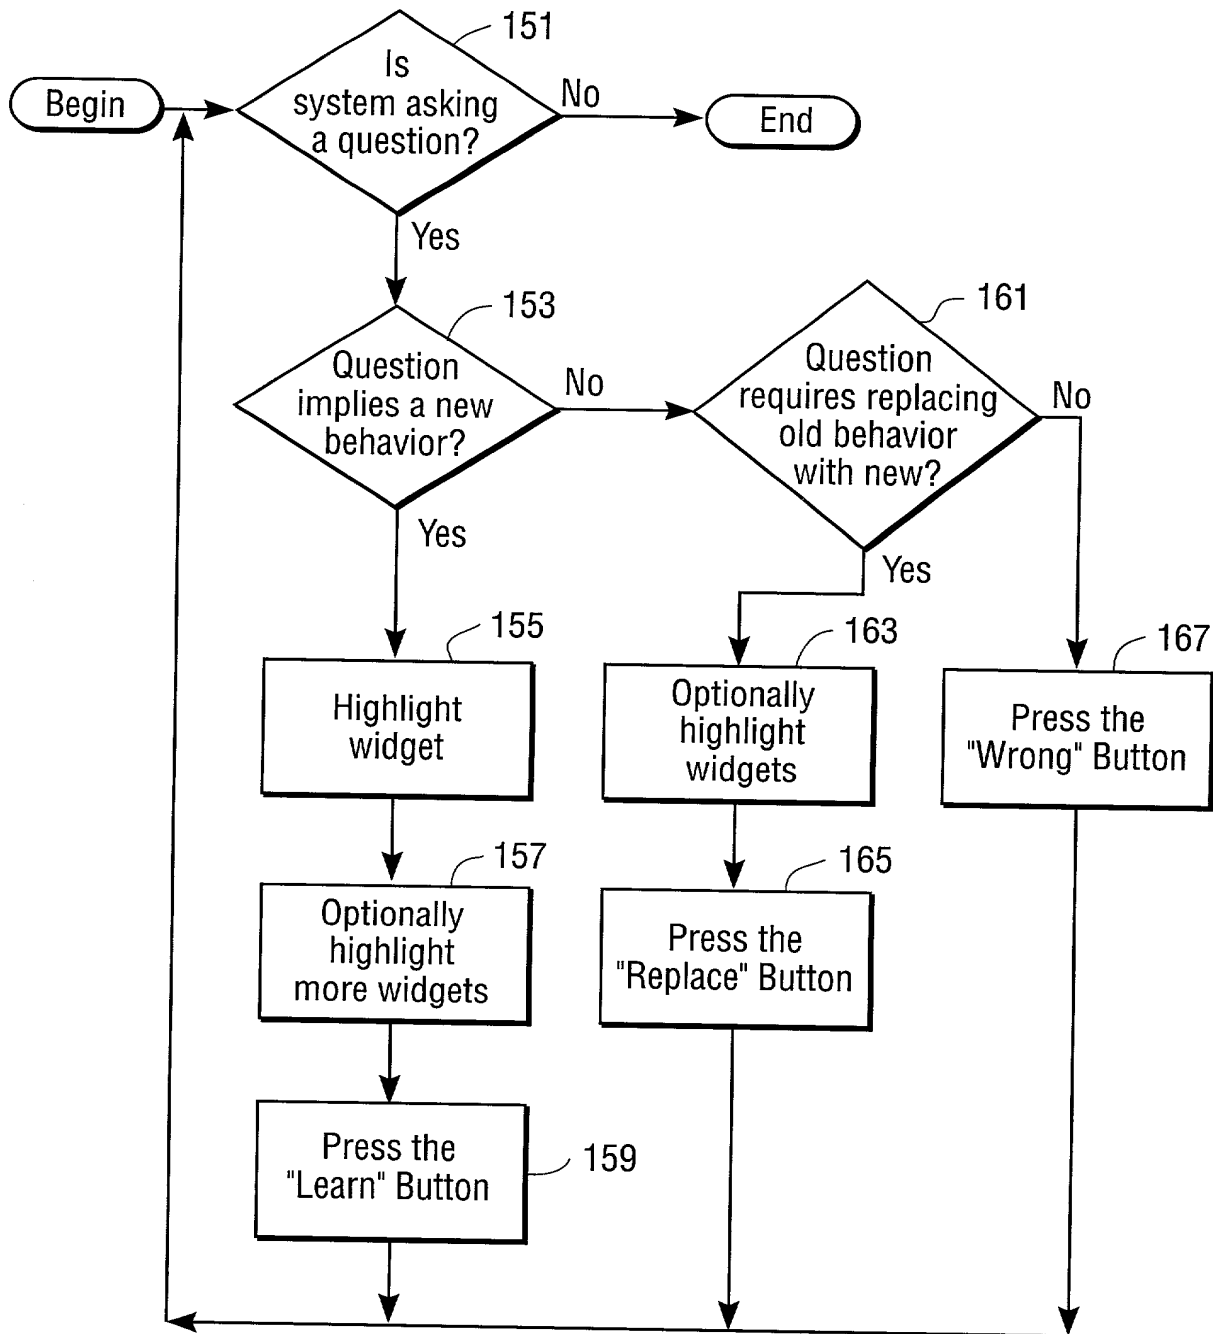 151
Is
system asking
a question?
Begin
No
End
Yes
153
Question
implies a new
behavior?
No
161
Question
requires replacing
old behavior
with new?
No
Yes
Yes
155
Highlight
widget
163
Optionally
highlight
widgets
167
Press the
"Wrong" Button
157
Optionally
highlight
more widgets
165
Press the
"Replace" Button
Press the
"Learn" Button
159